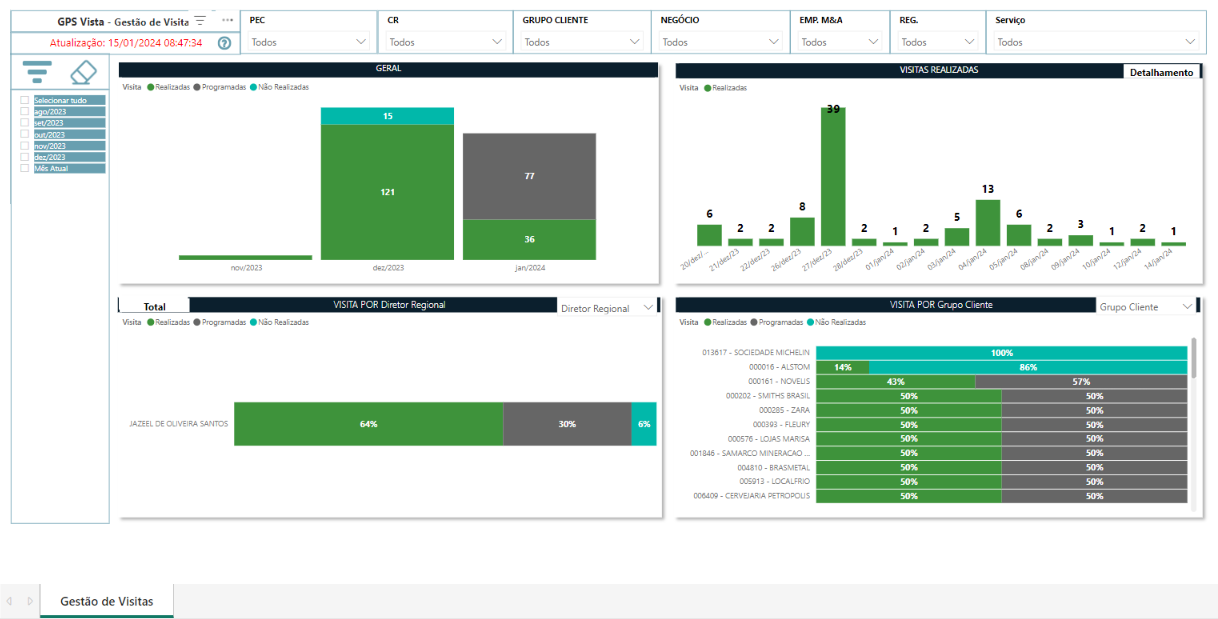 GPS Vista - Gestão de Visita
PEC
CR
GRUPO CLIENTE
NEGÓCIO
EMP. M&A
REG.
Serviço
Atualização: 15/01/2024 08:47:34
Todos
Todos
Todos
Todos
Todos
Todos
Todos
Selecionar tudo
ago/2023
set/2023
out/2023
nov/2023
dez/2023
Mês Atual
GERAL
Visita Realizadas Programadas Não Realizadas
15
121
77
36
nov/2023
dez/2023
jan/2024
VISITAS REALIZADAS
Detalhamento
Visita Realizadas
6
2
2
8
39
2
1
2
5
13
6
2
3
1
2
1
20/dez/...
21/dez/23
22/dez/23
26/dez/23
27/dez/23
28/dez/23
01/jan/24
02/jan/24
03/jan/24
04/jan/24
05/jan/24
08/jan/24
09/jan/24
10/jan/24
12/jan/24
14/jan/24
Total
VISITA POR Diretor Regional
Diretor Regional
Visita Realizadas Programadas Não Realizadas
JAZEEL DE OLIVEIRA SANTOS 64% 30% 6%
VISITA POR Grupo Cliente
Grupo Cliente
Visita Realizadas Programadas Não Realizadas
013617 - SOCIEDADE MICHELIN 100%
000016 - ALSTOM 14% 86%
000161 - NOVELIS 43% 57%
000202 - SMITHS BRASIL 50% 50%
000285 - ZARA 50% 50%
000393 - FLEURY 50% 50%
000576 - LOJAS MARISA 50% 50%
001846 - SAMARCO MINERACAO ... 50% 50%
004810 - BRASMETAL 50% 50%
005913 - LOCALFRIO 50% 50%
006409 - CERVEJARIA PETROPOLIS 50% 50%
Gestão de Visitas